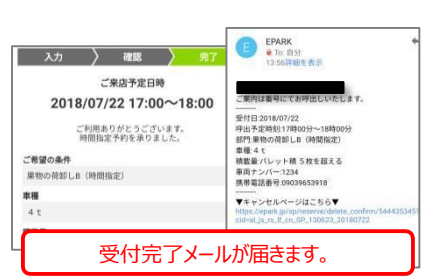 入力
確認
完了
ご来店予定日時
2018/07/22 17:00～18:00
ご利用ありがとうございます。
時間指定予約を承りました。
ご希望の条件
果物の荷卸しB（時間指定）
車種
4 t
E
EPARK
To: 自分
13:56詳細を表示
ご案内は番号にてお呼出しいたします。
受付日:2018/07/22
呼出予定時刻:17時00分～18時00分
部門:果物の荷卸しB（時間指定）
車種:4 t
積載量:パレット積 5 枚を超える
車両ナンバー:1234
携帯電話番号:09039653918
▼キャンセルページはこちら▼
https://epark.jp/sp/reserve/delete_confirm/544435345
cid=al_js_rs_lf_cn_SP_130623_20180722
受付完了メールが届きます。